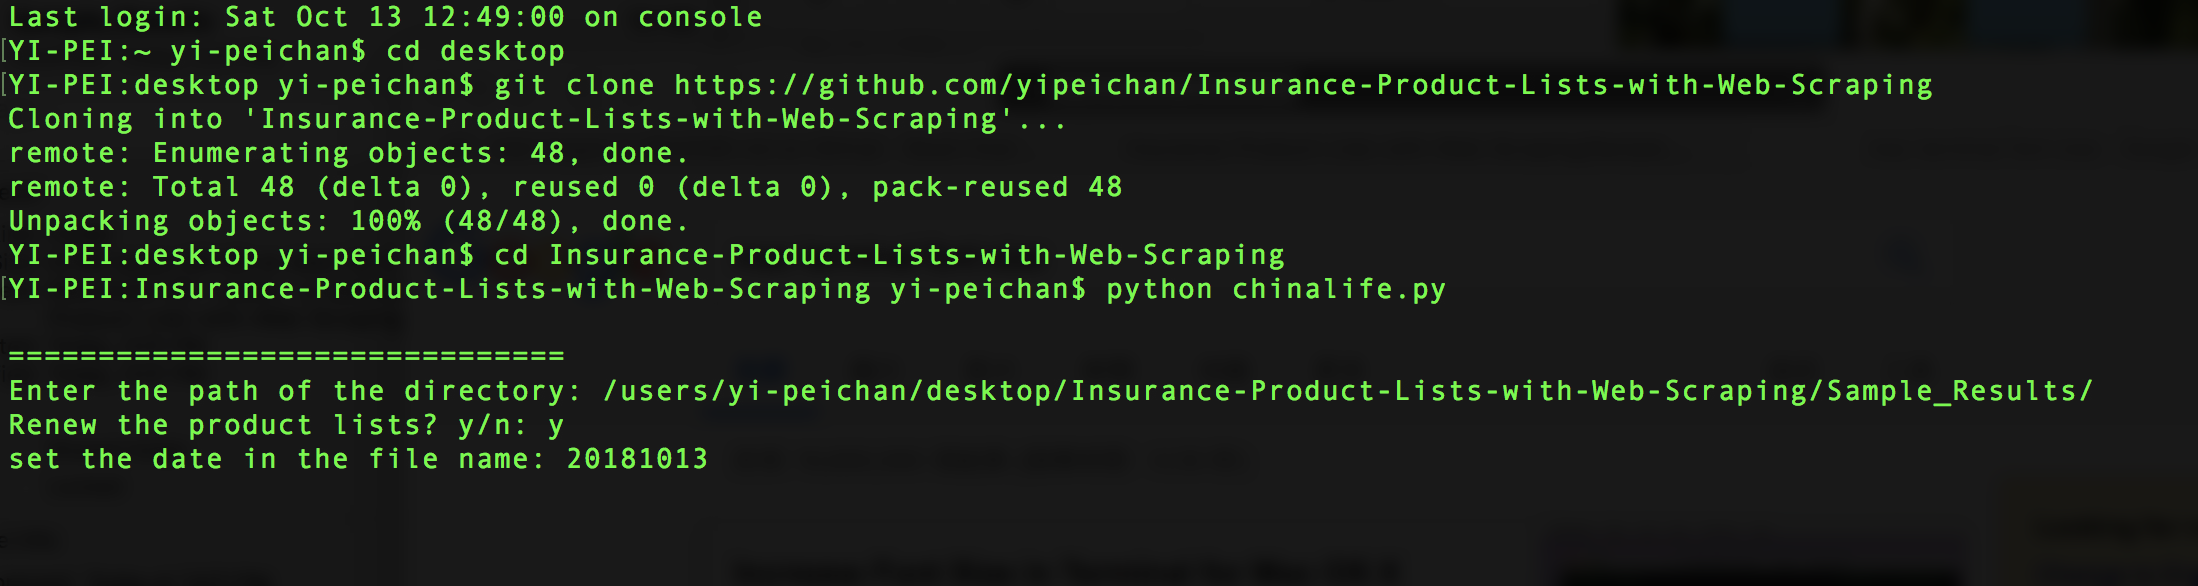 Last login: Sat Oct 13 12:49:00 on console
[YI-PEI:~ yi-peichan$ cd desktop
[YI-PEI:desktop yi-peichan$ git clone https://github.com/yipeichan/Insurance-Product-Lists-with-Web-Scraping
Cloning into 'Insurance-Product-Lists-with-Web-Scraping'...
remote: Enumerating objects: 48, done.
remote: Total 48 (delta 0), reused 0 (delta 0), pack-reused 48
Unpacking objects: 100% (48/48), done.
YI-PEI:desktop yi-peichan$ cd Insurance-Product-Lists-with-Web-Scraping
[YI-PEI:Insurance-Product-Lists-with-Web-Scraping yi-peichan$ python chinalife.py
===============================
Enter the path of the directory: /users/yi-peichan/desktop/Insurance-Product-Lists-with-Web-Scraping/Sample_Results/
Renew the product lists? y/n: y
set the date in the file name: 20181013